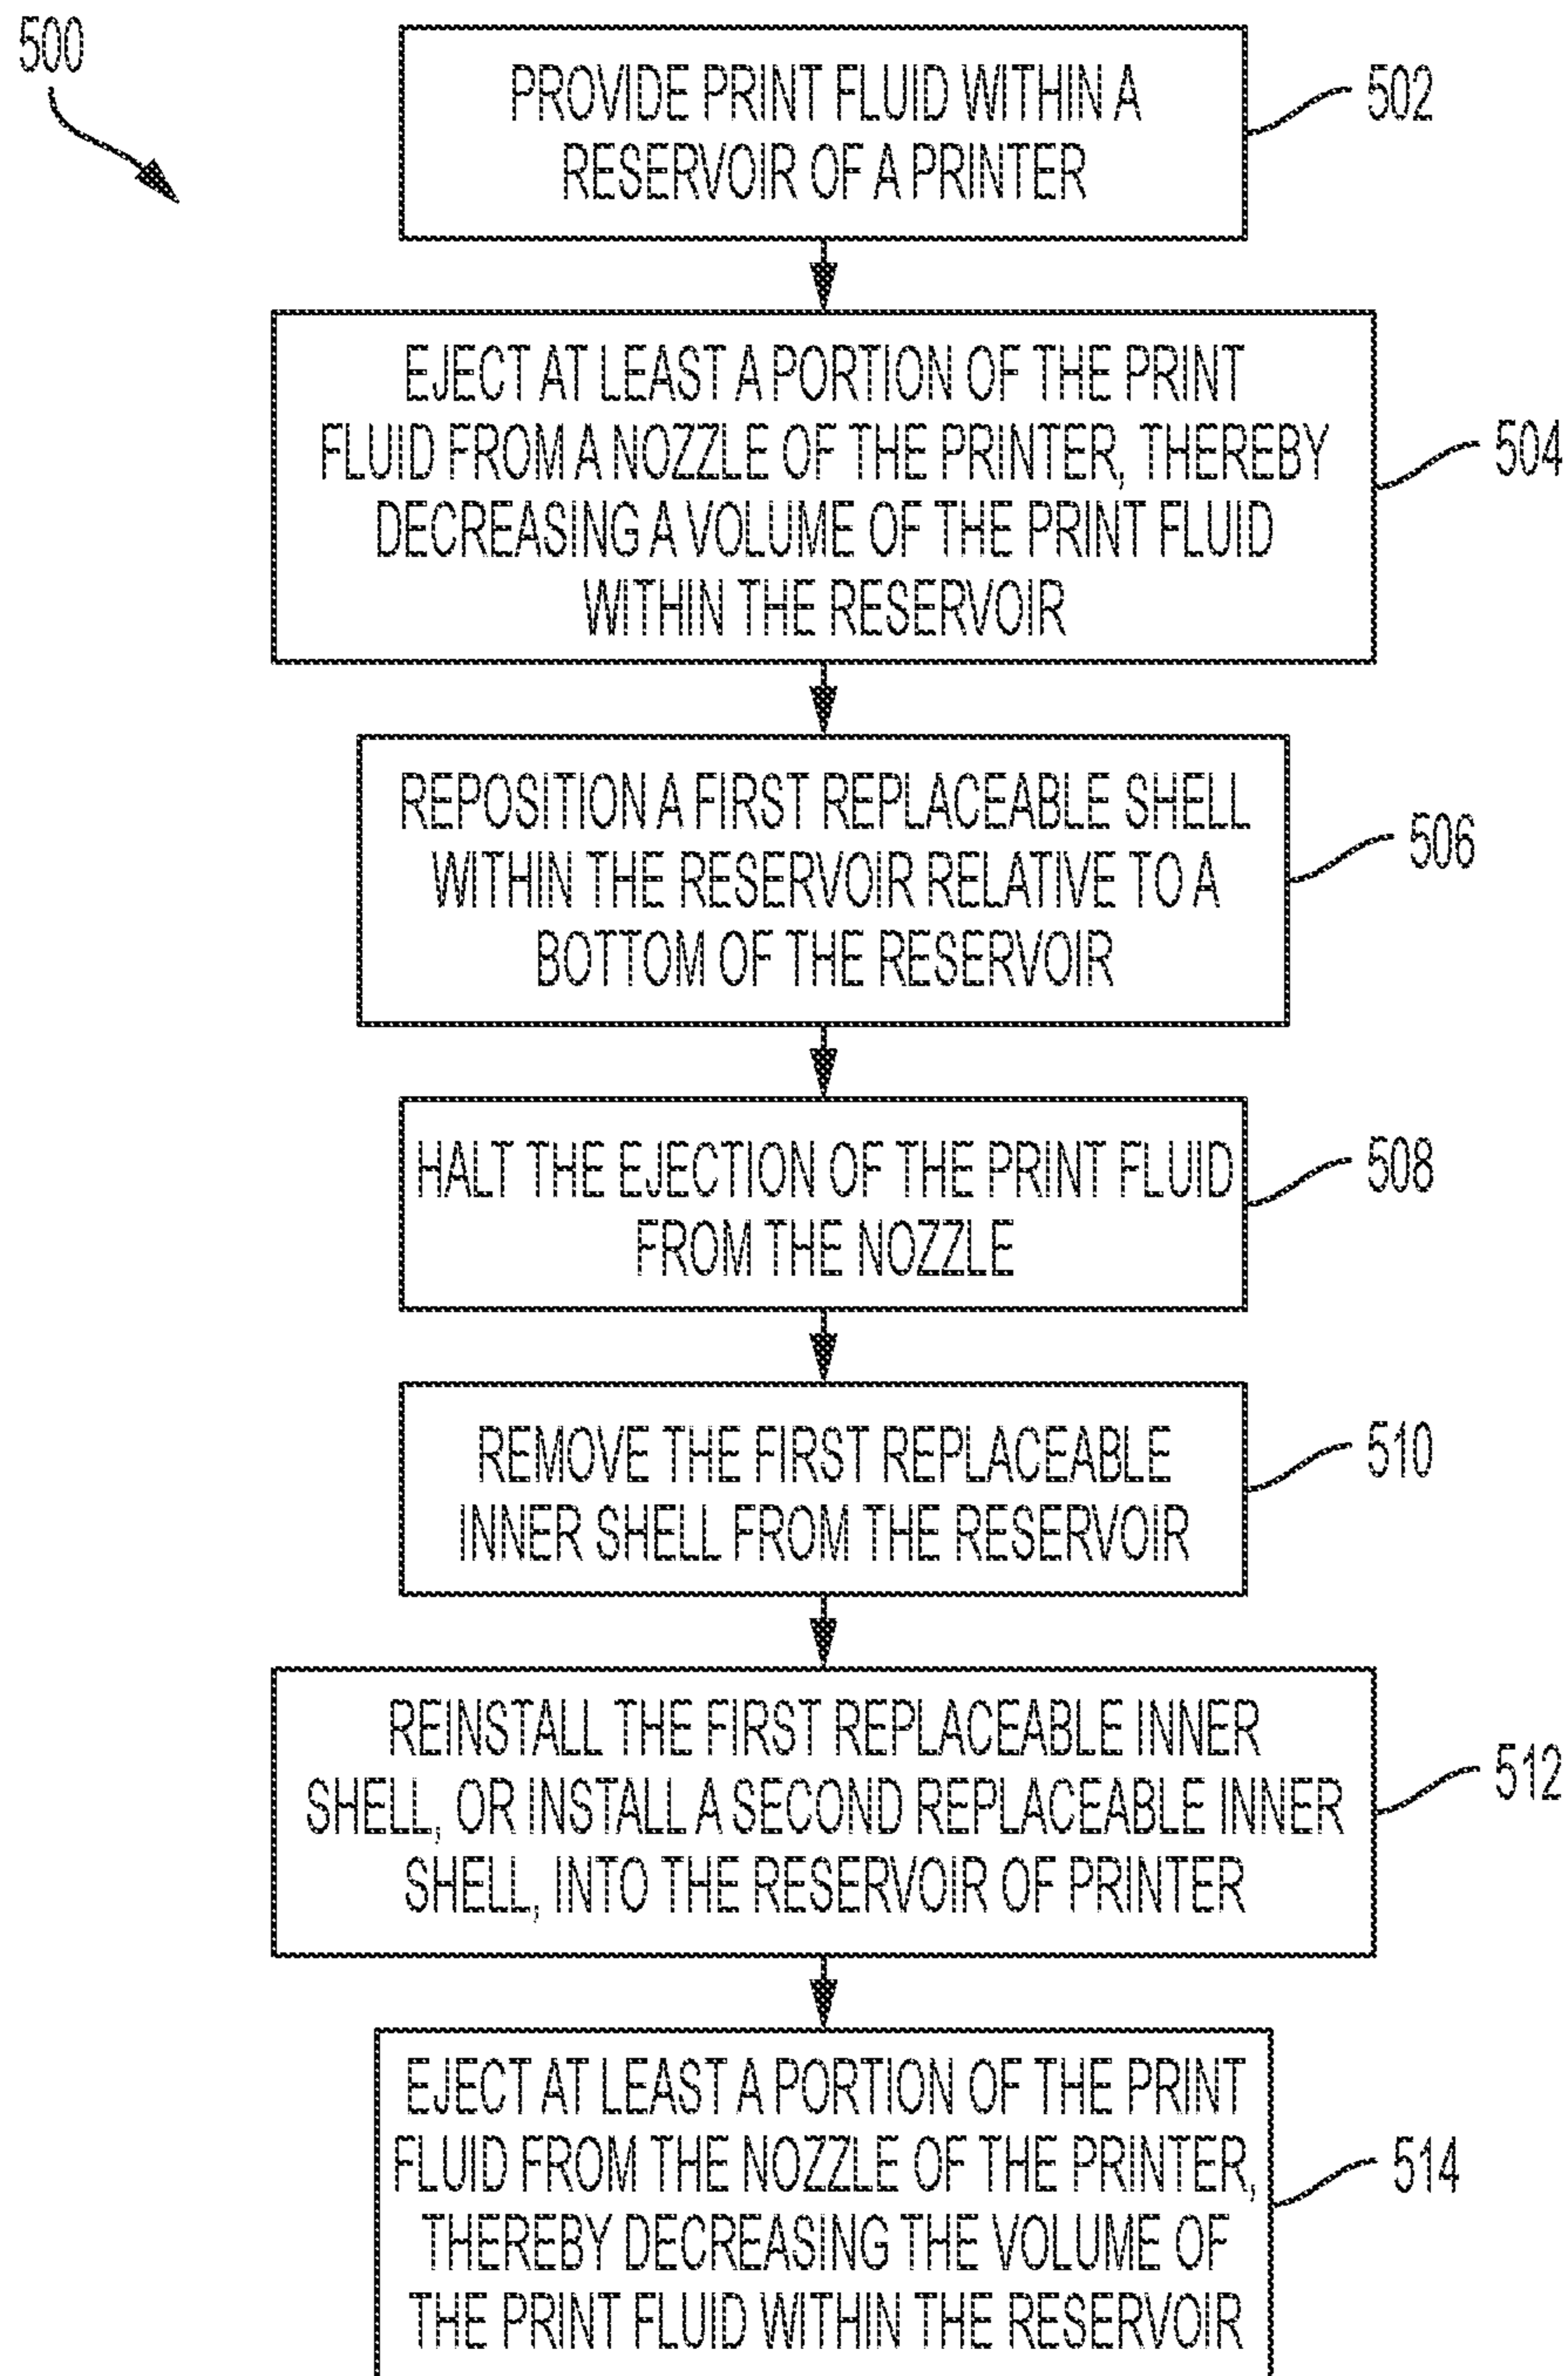 500
PROVIDE PRINT FLUID WITHIN A
RESERVOIR OF A PRINTER
502
EJECT AT LEAST A PORTION OF THE PRINT
FLUID FROM A NOZZLE OF THE PRINTER, THEREBY
DECREASING A VOLUME OF THE PRINT FLUID
WITHIN THE RESERVOIR
504
REPOSITION A FIRST REPLACEABLE SHELL
WITHIN THE RESERVOIR RELATIVE TO A
BOTTOM OF THE RESERVOIR
506
HALT THE EJECTION OF THE PRINT FLUID
FROM THE NOZZLE
508
REMOVE THE FIRST REPLACEABLE
INNER SHELL FROM THE RESERVOIR
510
REINSTALL THE FIRST REPLACEABLE INNER
SHELL, OR INSTALL A SECOND REPLACEABLE INNER
SHELL, INTO THE RESERVOIR OF PRINTER
512
EJECT AT LEAST A PORTION OF THE PRINT
FLUID FROM THE NOZZLE OF THE PRINTER,
THEREBY DECREASING THE VOLUME OF
THE PRINT FLUID WITHIN THE RESERVOIR
514